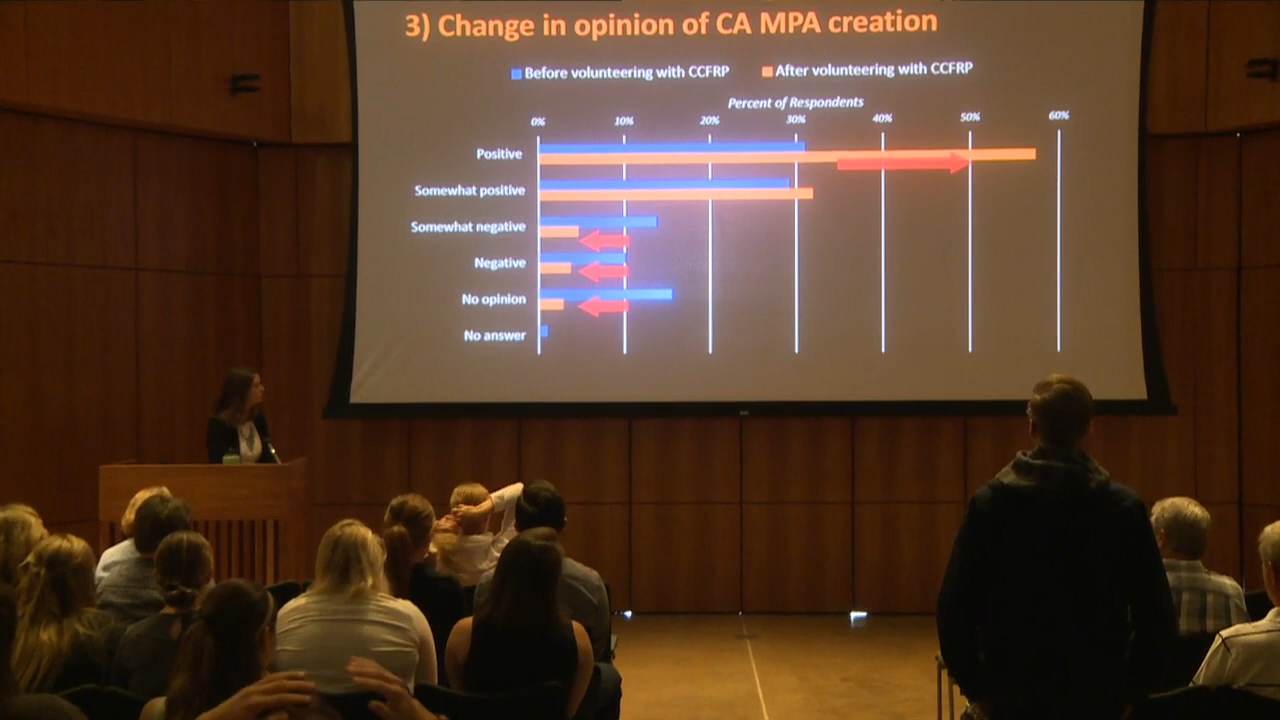 3) Change in opinion of CA MPA creation
Before volunteering with CCFRP After volunteering with CCFRP
Percent of Respondents
0% 10% 20% 30% 40% 50% 60%
Positive
Somewhat positive
Somewhat negative
Negative
No opinion
No answer